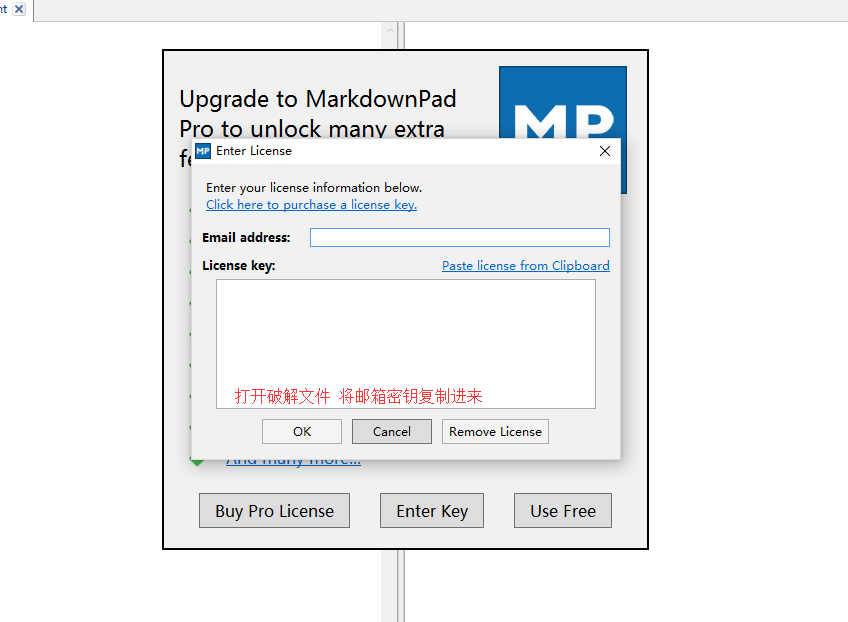 nt
Upgrade to MarkdownPad
Pro to unlock many extra
MP
MP Enter License
Enter your license information below.
Click here to purchase a license key.
Email address:
License key:
Paste license from Clipboard
打开破解文件 将邮箱密钥复制进来
OK
Cancel
Remove License
And many more...
Buy Pro License
Enter Key
Use Free